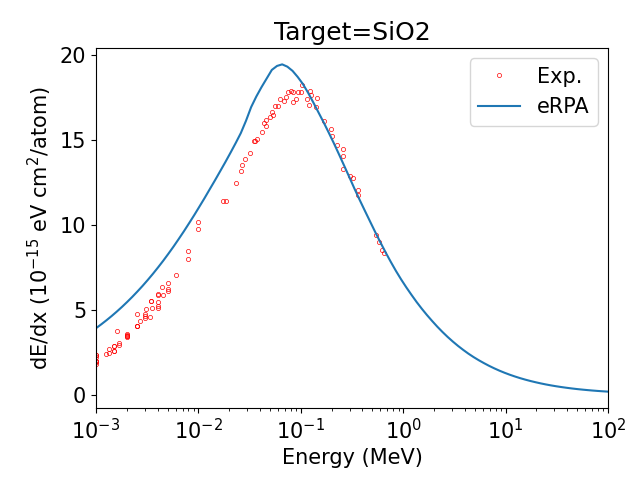 Target=SiO2
dE/dx (10⁻¹⁵ eV cm²/atom)
20
15
10
5
0
Exp.
eRPA
10⁻³ 10⁻² 10⁻¹ 10⁰ 10¹ 10²
Energy (MeV)